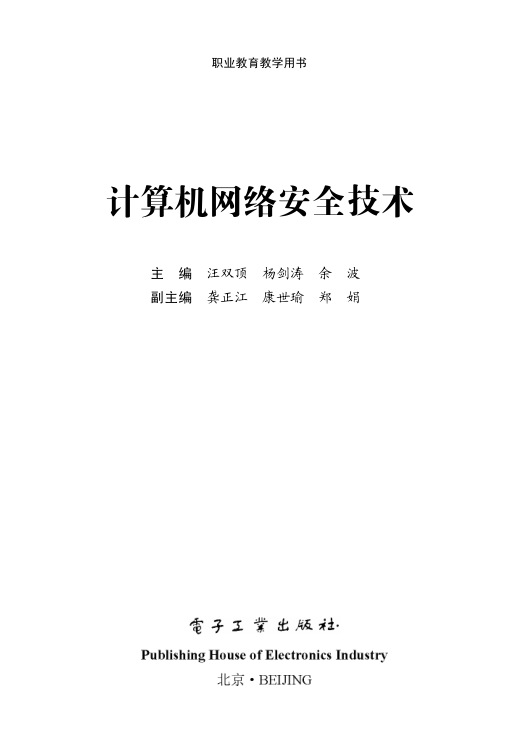 职业教育教学用书
计算机网络安全技术
主 编 汪双顶 杨剑涛 余 波
副主编 龚正江 康世瑜 郑 娟
電子工業出版社·
Publishing House of Electronics Industry
北京·BEIJING